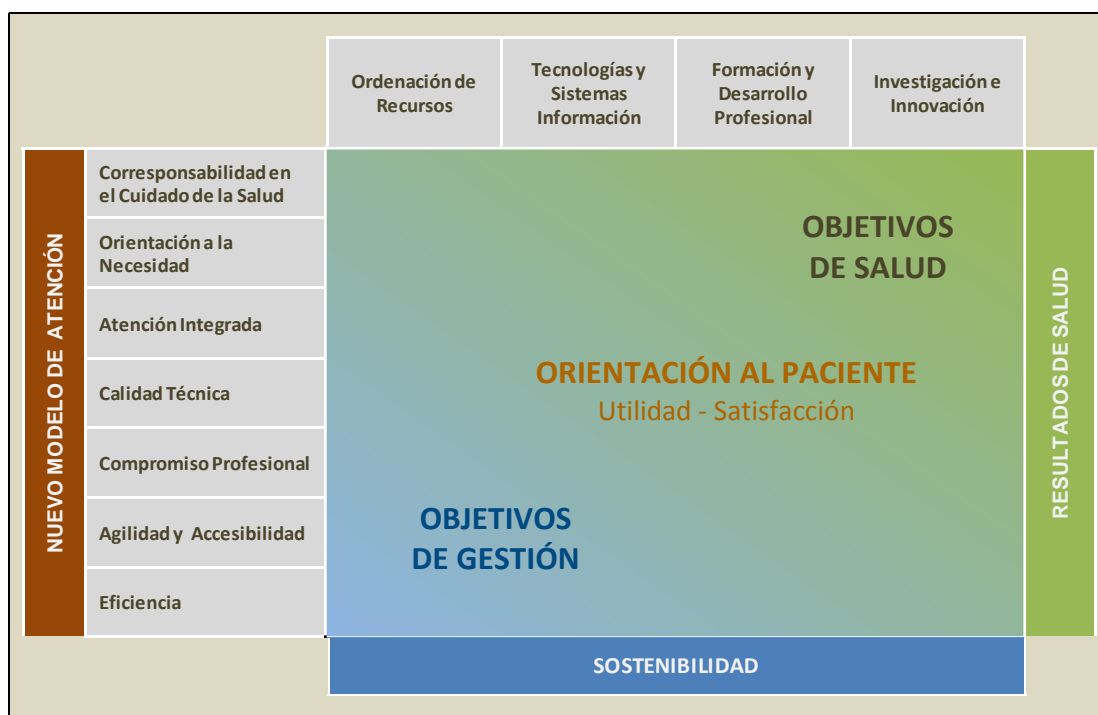 Ordenación de
Recursos
Tecnologías y
Sistemas
Información
Formación y
Desarrollo
Profesional
Investigación e
Innovación
NUEVO MODELO DE ATENCIÓN
Corresponsabilidad en
el Cuidado de la Salud
Orientación a la
Necesidad
Atención Integrada
Calidad Técnica
Compromiso Profesional
Agilidad y Accesibilidad
Eficiencia
OBJETIVOS
DE SALUD
ORIENTACIÓN AL PACIENTE
Utilidad - Satisfacción
OBJETIVOS
DE GESTIÓN
RESULTADOS DE SALUD
SOSTENIBILIDAD